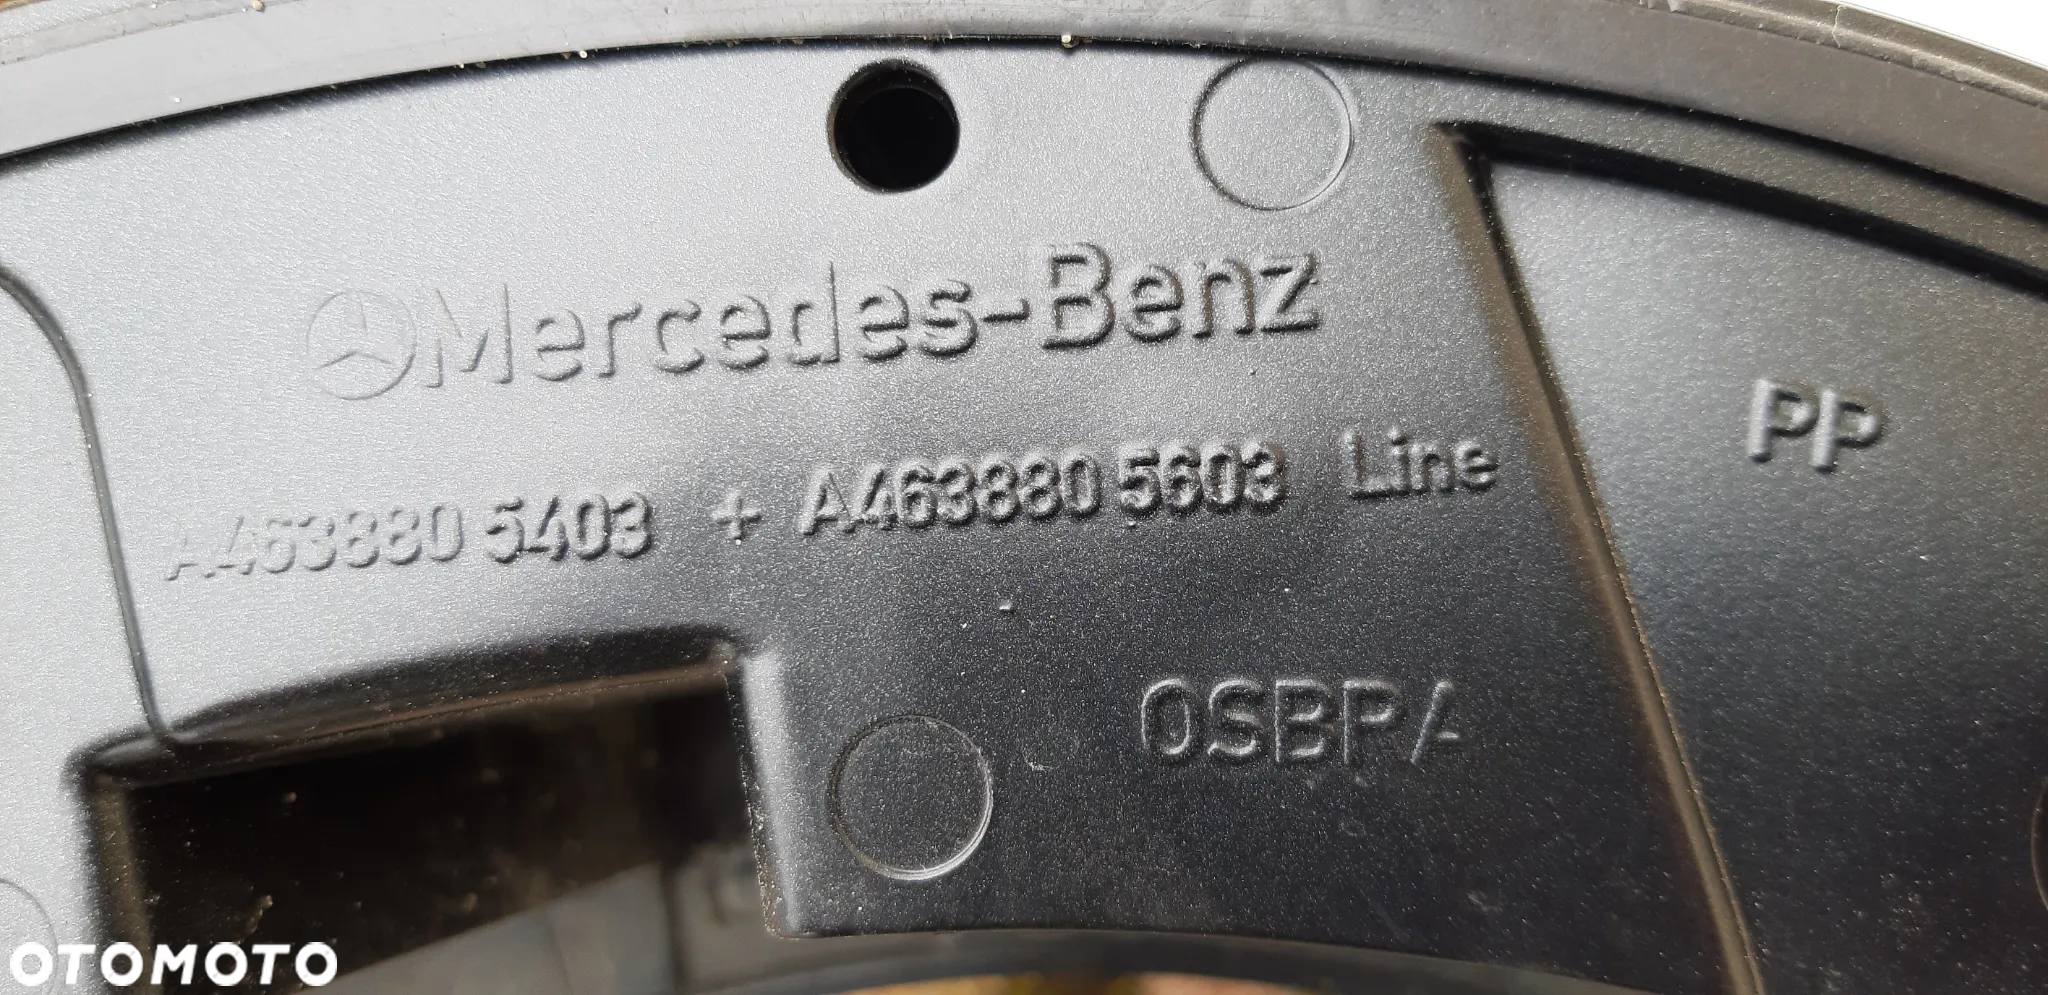 Mercedes-Benz
A463880 5403 + A463880 5603 Line
PP
OSBPA
OTOMOTO